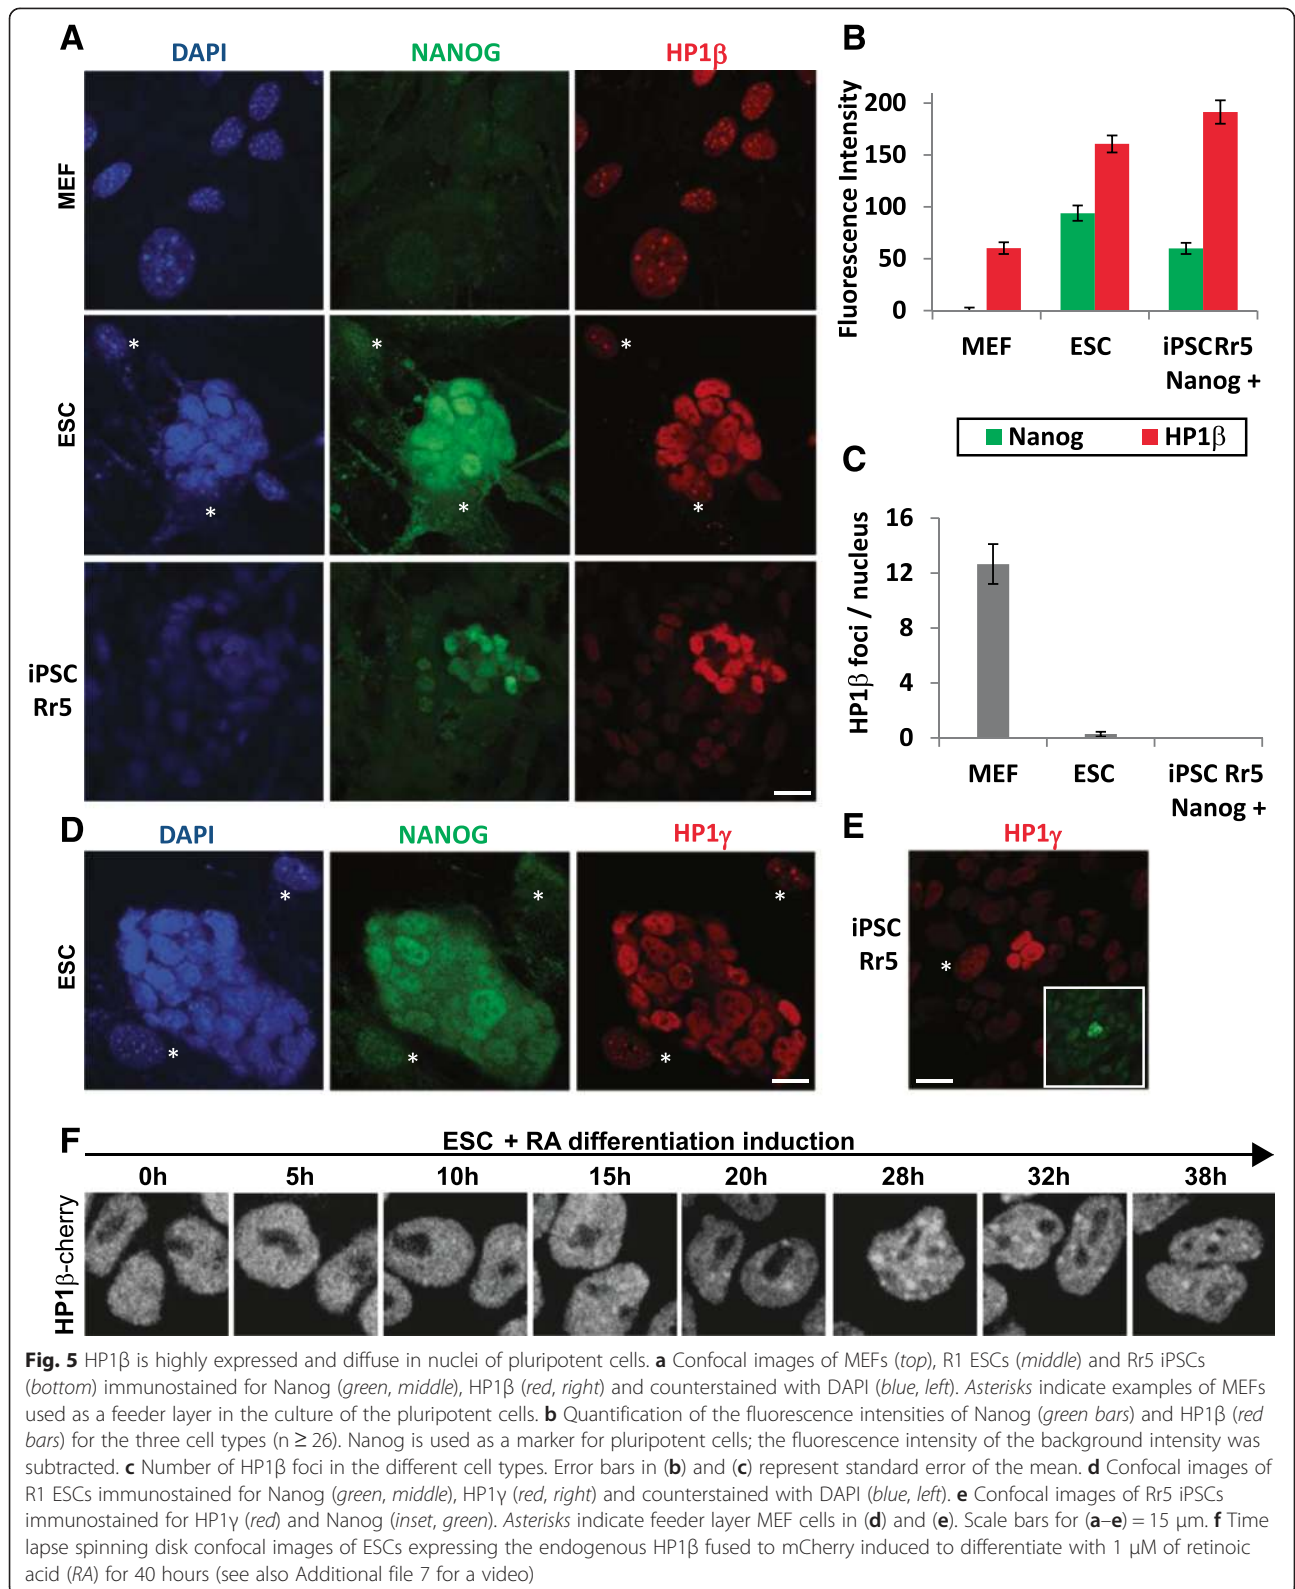 A
DAPI
NANOG
HP1β
MEF
*
*
*
ESC
*
*
*
iPSC
Rr5
B
Fluorescence Intensity
200
150
100
50
0
MEF
ESC
iPSCRr5
Nanog +
Nanog
HP1β
C
HP1β foci / nucleus
16
12
8
4
0
MEF
ESC
iPSC Rr5
Nanog +
D
DAPI
NANOG
HP1γ
ESC
*
*
*
*
*
*
E
HP1γ
iPSC
Rr5
*
F
ESC + RA differentiation induction
0h
5h
10h
15h
20h
28h
32h
38h
HP1β-cherry
Fig. 5 HP1β is highly expressed and diffuse in nuclei of pluripotent cells. a Confocal images of MEFs (top), R1 ESCs (middle) and Rr5 iPSCs
(bottom) immunostained for Nanog (green, middle), HP1β (red, right) and counterstained with DAPI (blue, left). Asterisks indicate examples of MEFs
used as a feeder layer in the culture of the pluripotent cells. b Quantification of the fluorescence intensities of Nanog (green bars) and HP1β (red
bars) for the three cell types (n ≥ 26). Nanog is used as a marker for pluripotent cells; the fluorescence intensity of the background intensity was
subtracted. c Number of HP1β foci in the different cell types. Error bars in (b) and (c) represent standard error of the mean. d Confocal images of
R1 ESCs immunostained for Nanog (green, middle), HP1γ (red, right) and counterstained with DAPI (blue, left). e Confocal images of Rr5 iPSCs
immunostained for HP1γ (red) and Nanog (inset, green). Asterisks indicate feeder layer MEF cells in (d) and (e). Scale bars for (a–e) = 15 μm. f Time
lapse spinning disk confocal images of ESCs expressing the endogenous HP1β fused to mCherry induced to differentiate with 1 μM of retinoic
acid (RA) for 40 hours (see also Additional file 7 for a video)